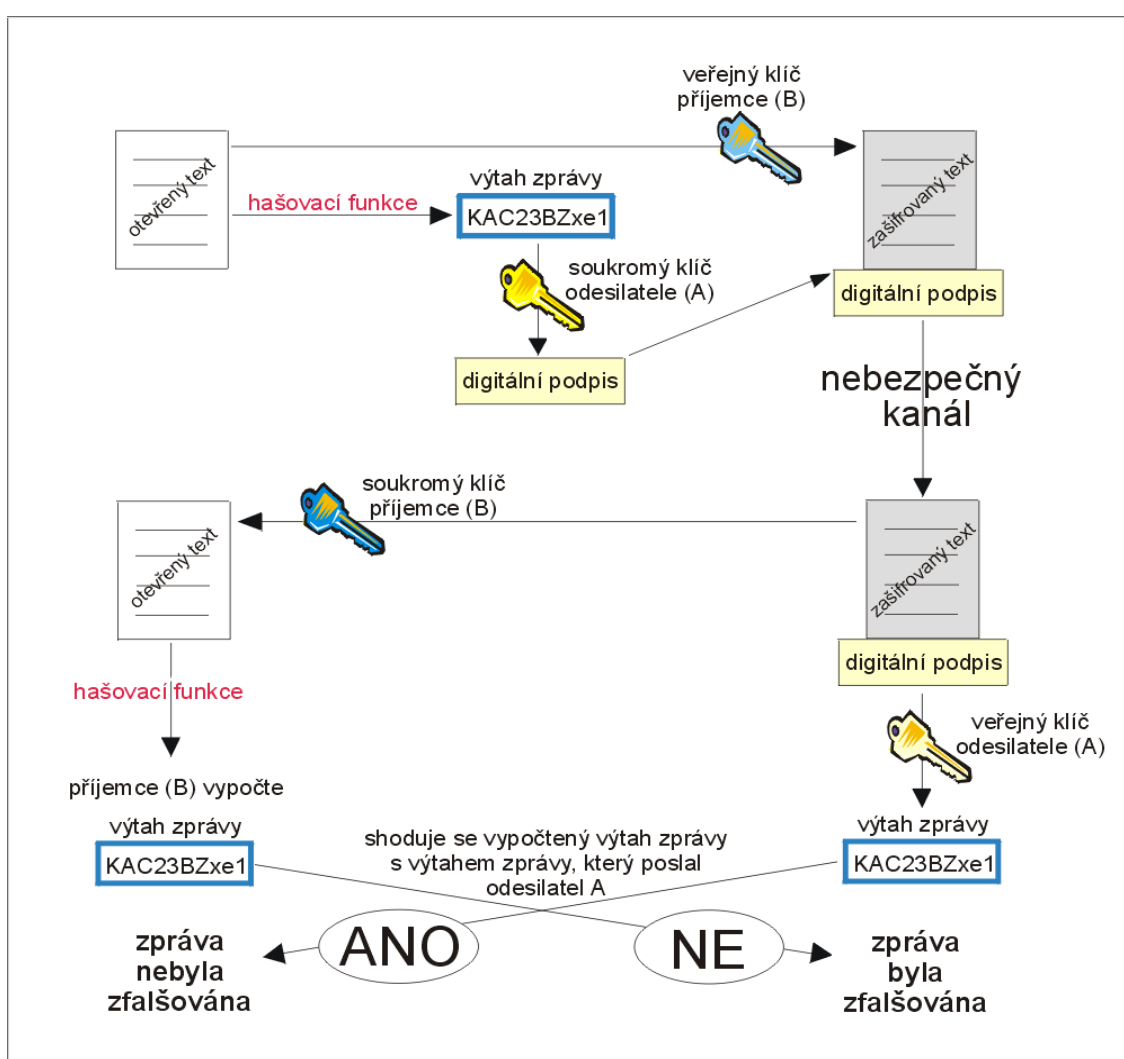 veřejný klíč
příjemce (B)
otevřený text
zašifrovaný text
výtah zprávy
hašovací funkce
KAC23BZxe1
soukromý klíč
odesilatele (A)
digitální podpis
digitální podpis
nebezpečný
kanál
soukromý klíč
příjemce (B)
otevřený text
zašifrovaný text
digitální podpis
hašovací funkce
veřejný klíč
odesilatele (A)
příjemce (B) vypočte
výtah zprávy
KAC23BZxe1
shoduje se vypočtený výtah zprávy
s výtahem zprávy, který poslal
odesilatel A
výtah zprávy
KAC23BZxe1
ANO
NE
zpráva
nebyla
zfalšována
zpráva
byla
zfalšována